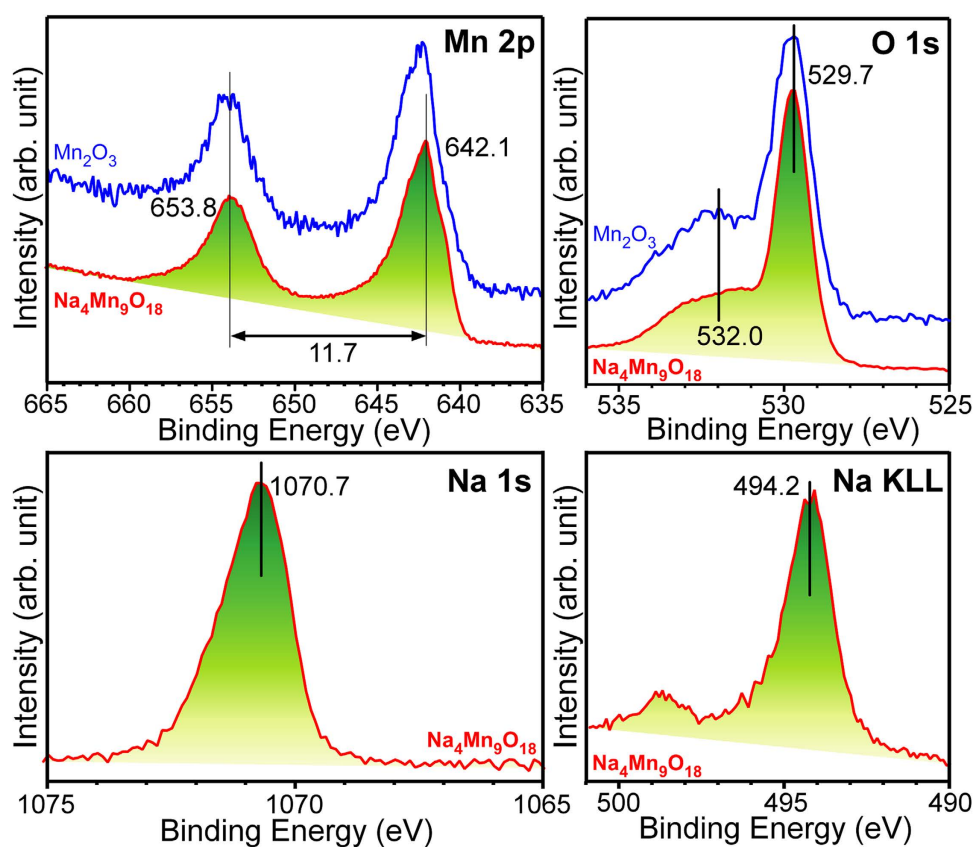 Mn 2p
Intensity (arb. unit)
Mn₂O₃
653.8
642.1
Na₄Mn₉O₁₈
11.7
665 660 655 650 645 640 635
Binding Energy (eV)
O 1s
Intensity (arb. unit)
529.7
Mn₂O₃
532.0
Na₄Mn₉O₁₈
535 530 525
Binding Energy (eV)
Na 1s
Intensity (arb. unit)
1070.7
Na₄Mn₉O₁₈
1075 1070 1065
Binding Energy (eV)
Na KLL
Intensity (arb. unit)
494.2
Na₄Mn₉O₁₈
500 495 490
Binding Energy (eV)